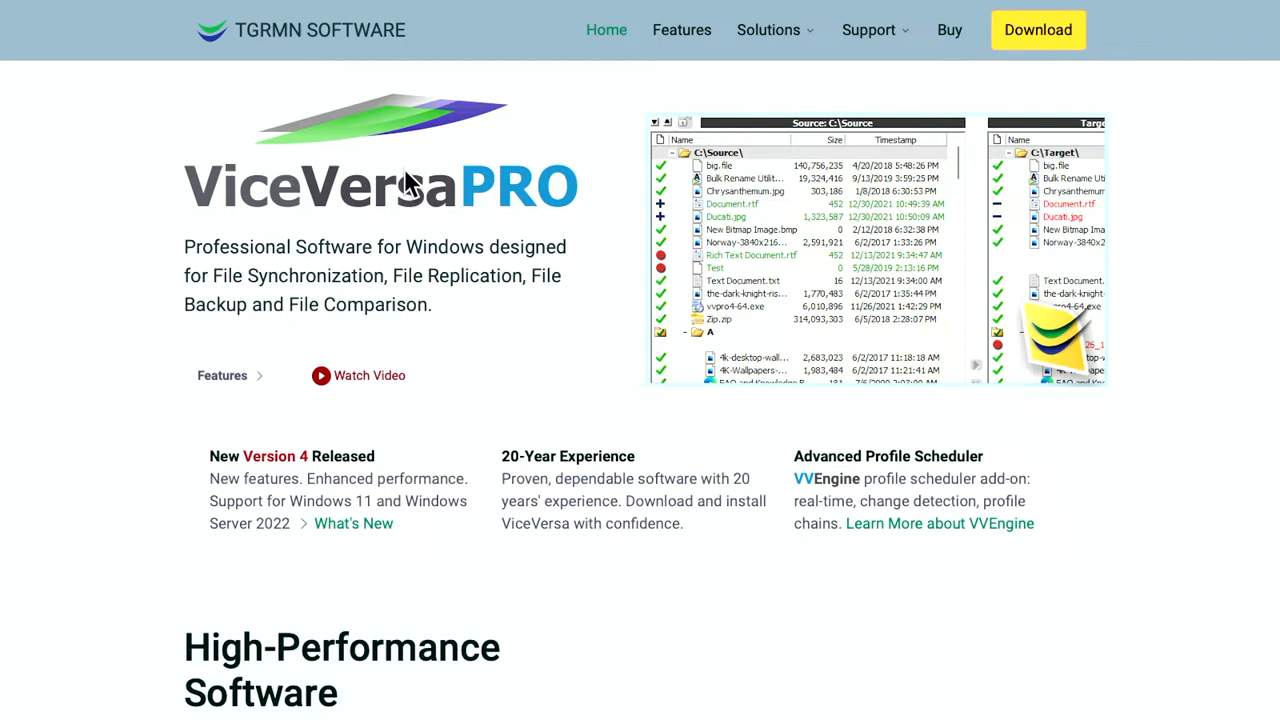 TGRMN SOFTWARE
Home
Features
Solutions
Support
Buy
Download
ViceVersaPRO
Professional Software for Windows designed
for File Synchronization, File Replication, File
Backup and File Comparison.
Features
Watch Video
Source: C:\Source
Name Size Timestamp
C:\Source\
big.file 140,756,235 4/20/2018 5:48:26 PM
Bulk Rename Utilit... 19,324,416 9/13/2019 3:59:25 PM
Chrysanthemum.jpg 303,186 1/8/2018 6:30:53 PM
Document.rtf 452 12/30/2021 10:49:39 AM
Ducati.jpg 1,323,587 12/30/2021 10:50:09 AM
New Bitmap Image.bmp 0 2/12/2018 6:32:38 PM
Norway-3840x216... 2,591,921 6/2/2017 1:33:26 PM
Rich Text Document.rtf 452 12/13/2021 9:34:47 AM
Test 0 5/28/2019 2:13:16 PM
Text Document.txt 16 12/13/2021 9:34:00 AM
the-dark-knight-ris... 1,770,483 6/2/2017 1:35:44 PM
vvpro4-64.exe 6,010,896 11/26/2021 1:42:29 PM
Zip.zip 314,093,303 6/5/2018 2:28:07 PM
A
4k-desktop-wall... 2,683,023 6/2/2017 11:18:18 AM
4K-Wallpapers-... 1,983,484 6/2/2017 11:21:41 AM
Name
C:\Target\
big.file
Bulk Rename Utili
Chrysanthemum.j
Document.rtf
Ducati.jpg
Norway-3840x216
Text Document.
the-dark-knight
New Version 4 Released
New features. Enhanced performance.
Support for Windows 11 and Windows
Server 2022 What's New
20-Year Experience
Proven, dependable software with 20
years' experience. Download and install
ViceVersa with confidence.
Advanced Profile Scheduler
VVEngine profile scheduler add-on:
real-time, change detection, profile
chains. Learn More about VVEngine
High-Performance
Software